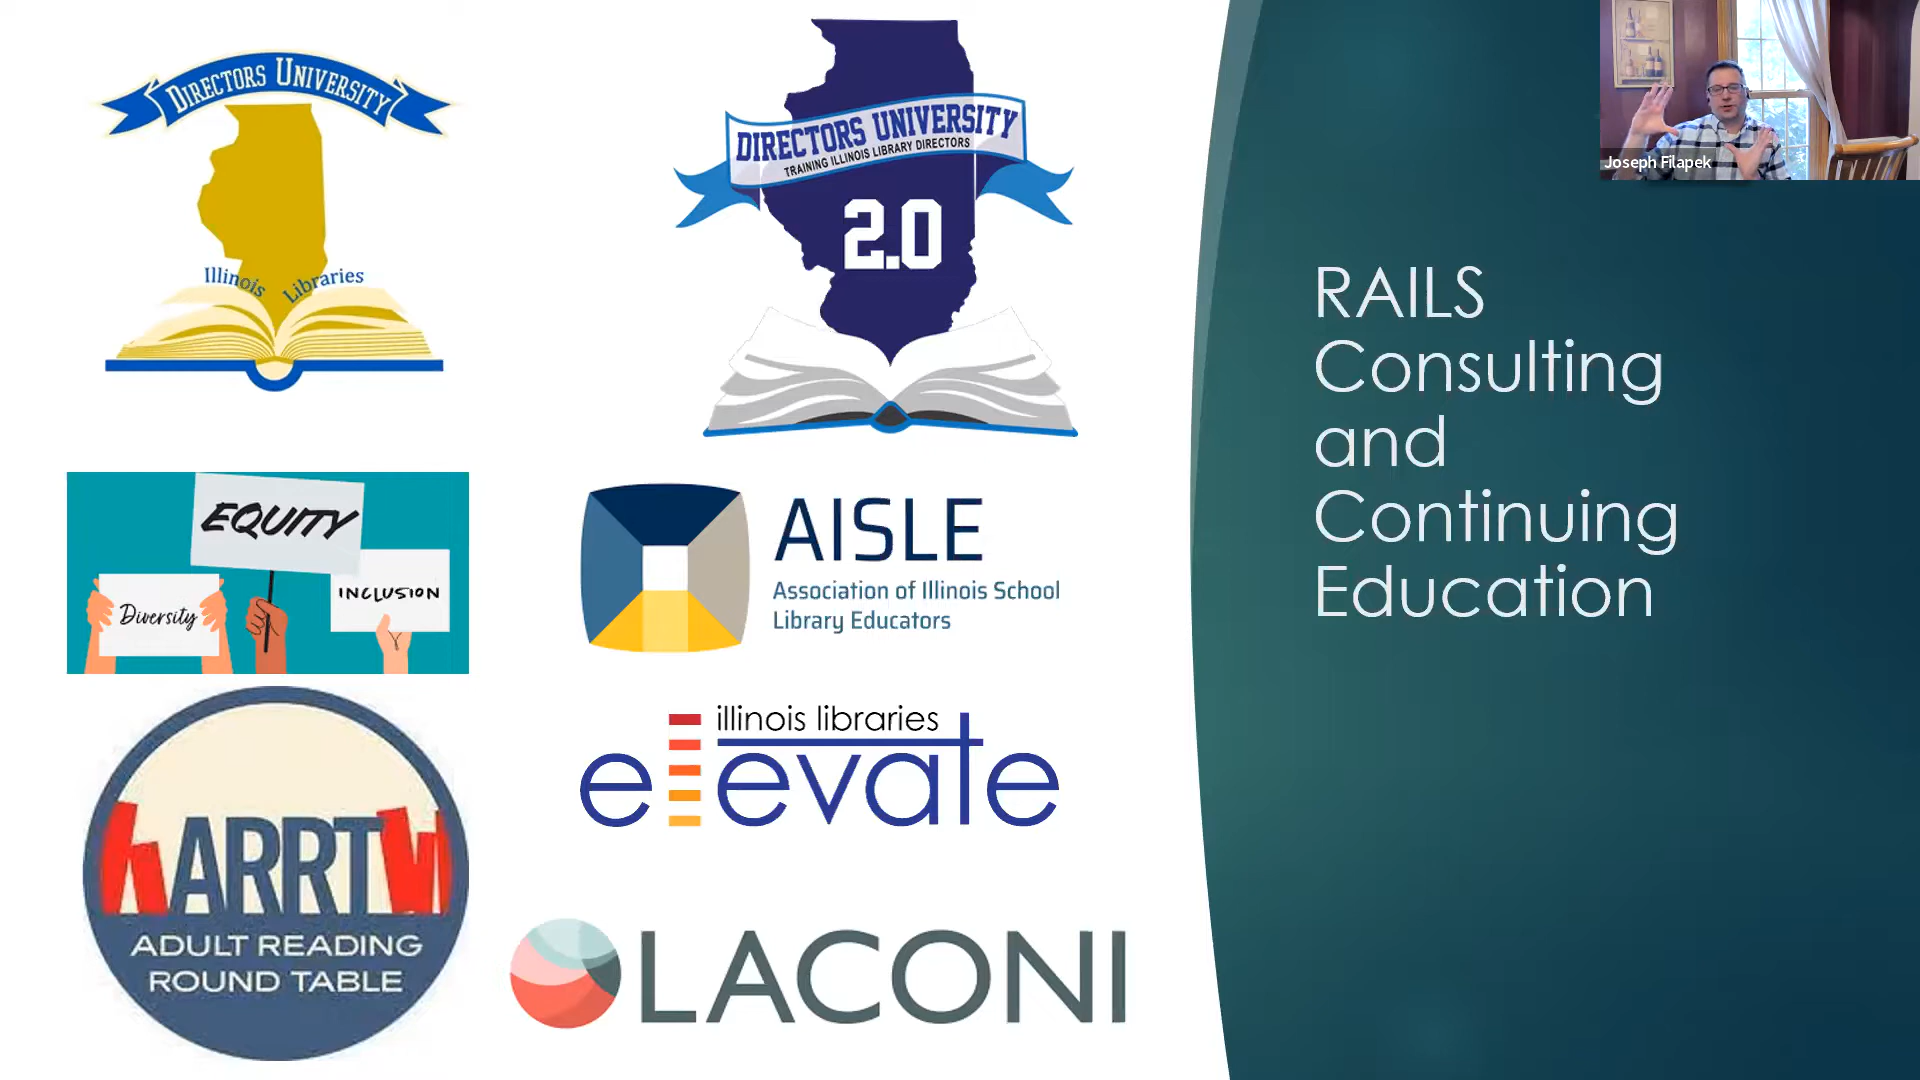 DIRECTORS UNIVERSITY
Illinois Libraries
DIRECTORS UNIVERSITY
TRAINING ILLINOIS LIBRARY DIRECTORS
2.0
EQUITY
Diversity
INCLUSION
AISLE
Association of Illinois School
Library Educators
ARRT
ADULT READING
ROUND TABLE
illinois libraries
elevate
LACONI
RAILS
Consulting
and
Continuing
Education
Joseph Filapek